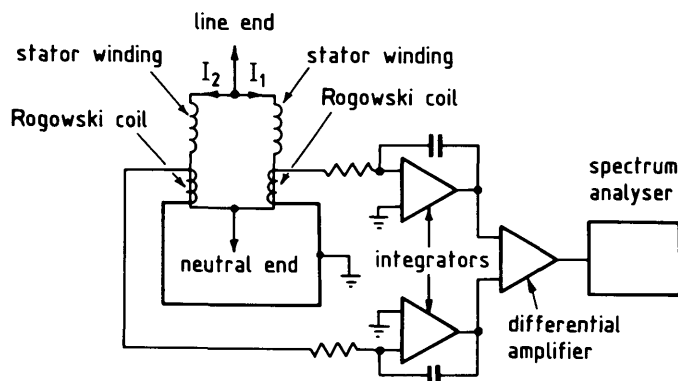 line end
stator winding
I2
I1
stator winding
Rogowski coil
Rogowski coil
spectrum
analyser
neutral end
integrators
differential
amplifier